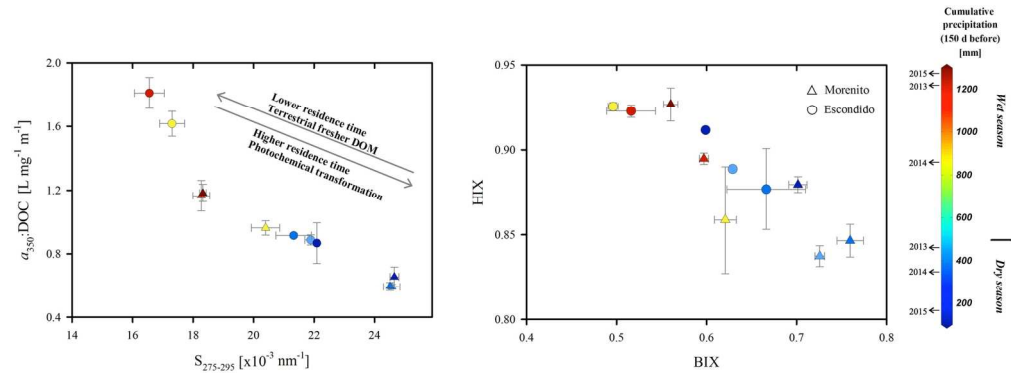 2.0
1.6
1.2
0.8
0.4
14
16
18
20
22
24
a350:DOC [L mg-1 m-1]
S275-295 [x10-3 nm-1]
Lower residence time
Terrestrial fresher DOM
Higher residence time
Photochemical transformation
0.95
0.90
0.85
0.80
0.5
0.6
0.7
0.8
HIX
BIX
Morenito
Escondido
Cumulative
precipitation
(150 d before)
[mm]
2015
2013
2014
2013
2014
2015
1200
1000
800
600
400
200
Wet season
Dry season